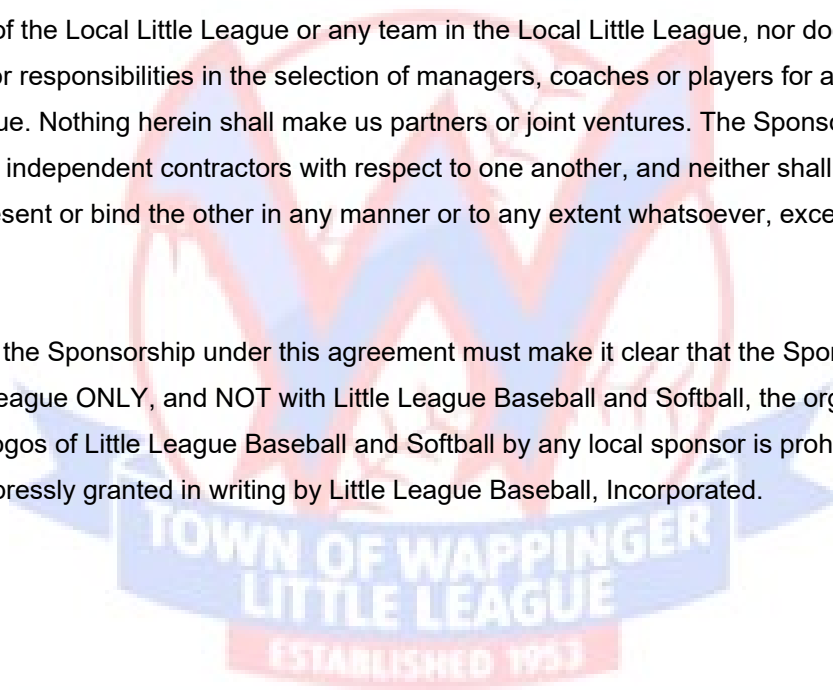 of the Local Little League or any team in the Local Little League, nor do
or responsibilities in the selection of managers, coaches or players for a
ue. Nothing herein shall make us partners or joint ventures. The Sponso
independent contractors with respect to one another, and neither shall
esent or bind the other in any manner or to any extent whatsoever, exce
the Sponsorship under this agreement must make it clear that the Spor
eague ONLY, and NOT with Little League Baseball and Softball, the org
ogos of Little League Baseball and Softball by any local sponsor is proh
pressly granted in writing by Little League Baseball, Incorporated.
TOWN OF WAPPINGER
LITTLE LEAGUE
ESTABLISHED 1953